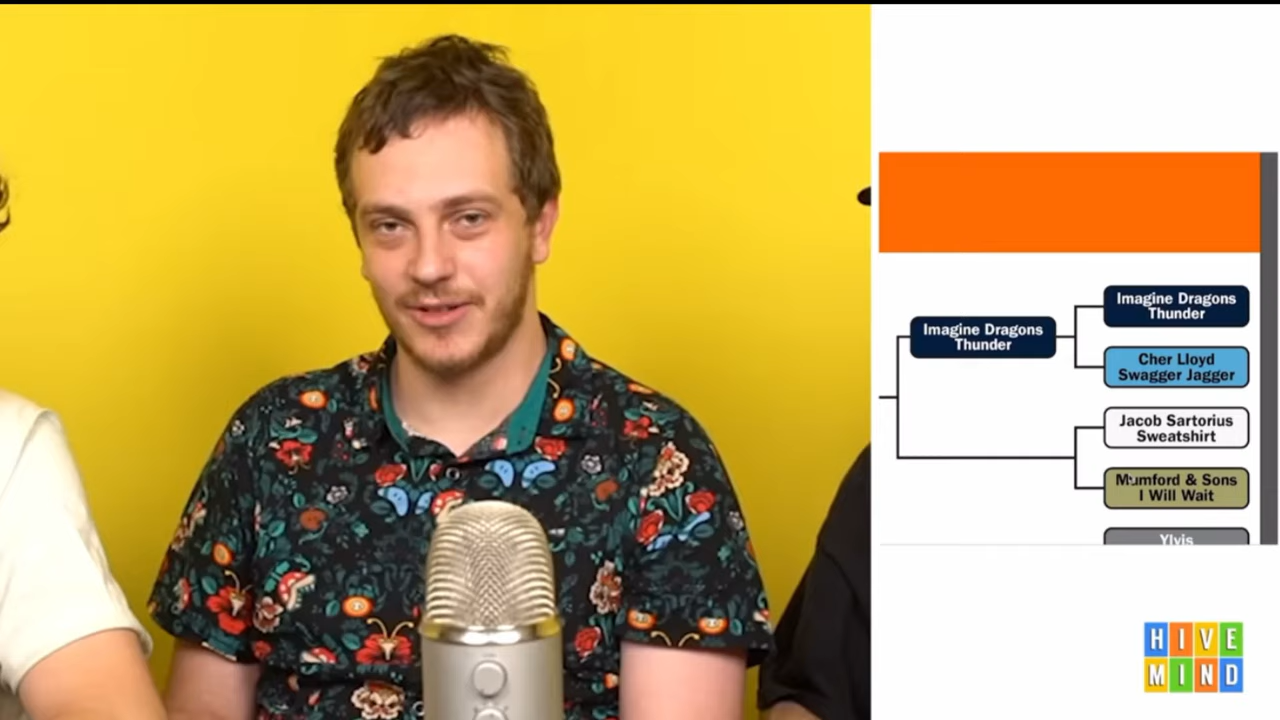 Imagine Dragons
Thunder
Imagine Dragons
Thunder
Cher Lloyd
Swagger Jagger
Jacob Sartorius
Sweatshirt
Mumford & Sons
I Will Wait
Ylvis
HIVE
MIND